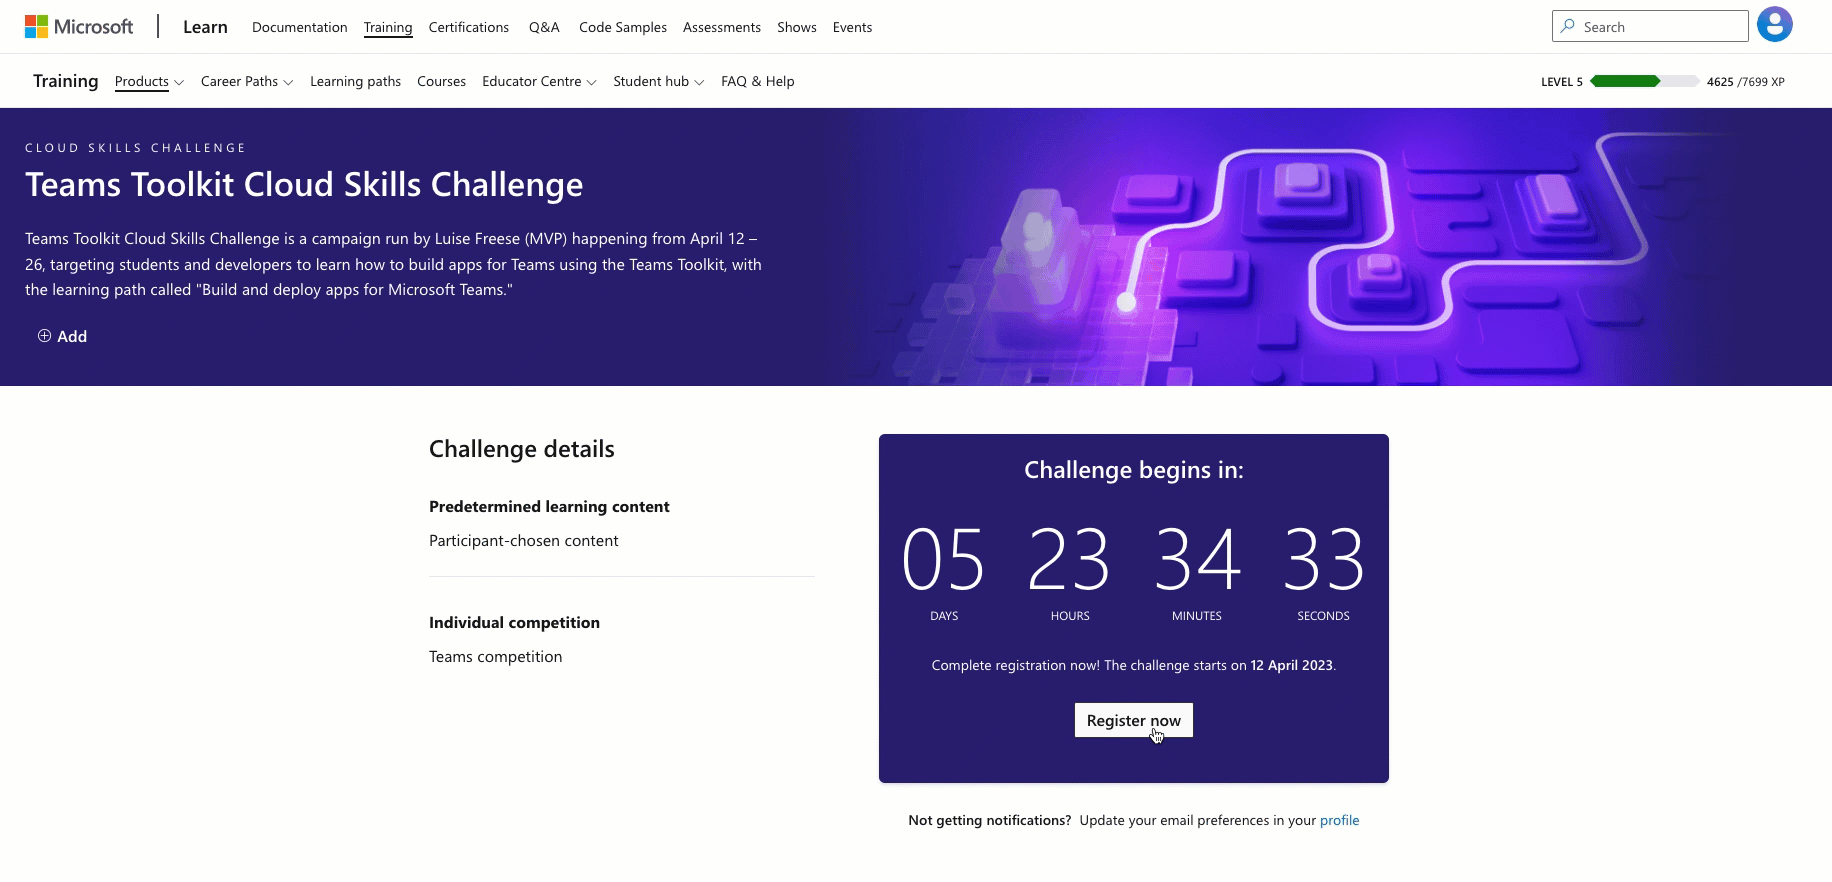 Microsoft
Learn
Documentation
Training
Certifications
Q&A
Code Samples
Assessments
Shows
Events
Search
Training
Products
Career Paths
Learning paths
Courses
Educator Centre
Student hub
FAQ & Help
LEVEL 5
4625 /7699 XP
CLOUD SKILLS CHALLENGE
Teams Toolkit Cloud Skills Challenge
Teams Toolkit Cloud Skills Challenge is a campaign run by Luise Freese (MVP) happening from April 12 –
26, targeting students and developers to learn how to build apps for Teams using the Teams Toolkit, with
the learning path called "Build and deploy apps for Microsoft Teams."
Add
Challenge details
Predetermined learning content
Participant-chosen content
Individual competition
Teams competition
Challenge begins in:
05 23 34 33
DAYS HOURS MINUTES SECONDS
Complete registration now! The challenge starts on 12 April 2023.
Register now
Not getting notifications? Update your email preferences in your profile